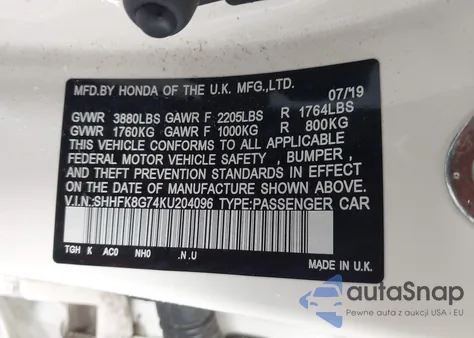 MFD.BY HONDA OF THE U.K. MFG.,LTD.
07/19
GVWR 3880LBS GAWR F 2205LBS R 1764LBS
GVWR 1760KG GAWR F 1000KG R 800KG
THIS VEHICLE CONFORMS TO ALL APPLICABLE
FEDERAL MOTOR VEHICLE SAFETY , BUMPER ,
AND THEFT PREVENTION STANDARDS IN EFFECT
ON THE DATE OF MANUFACTURE SHOWN ABOVE.
V.I.N:SHHFK8G74KU204096 TYPE:PASSENGER CAR
TGH K AC0 NH0 .N.U
MADE IN U.K.
autoSnap
Pewne auta z USA i EU